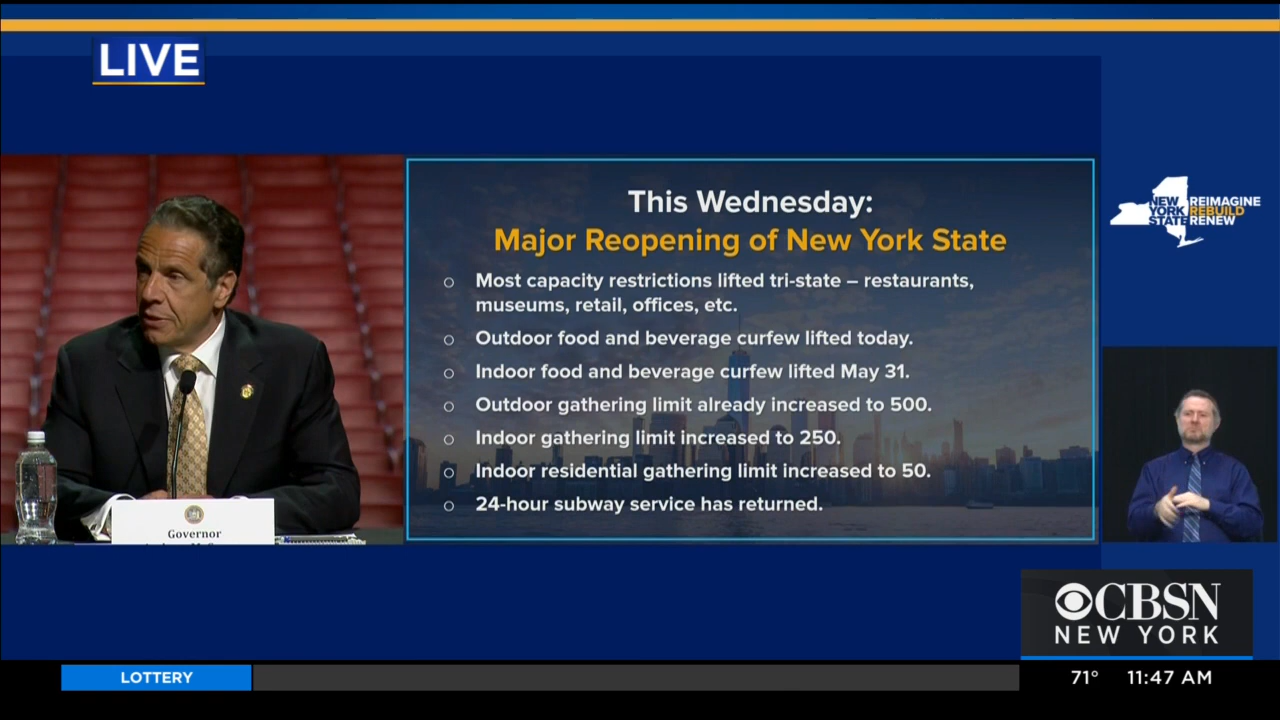 LIVE
This Wednesday:
Major Reopening of New York State
Most capacity restrictions lifted tri-state – restaurants,
museums, retail, offices, etc.
Outdoor food and beverage curfew lifted today.
Indoor food and beverage curfew lifted May 31.
Outdoor gathering limit already increased to 500.
Indoor gathering limit increased to 250.
Indoor residential gathering limit increased to 50.
24-hour subway service has returned.
NEW
YORK
STATE
REIMAGINE
REBUILD
RENEW
Governor
CBSN
NEW YORK
LOTTERY
71° 11:47 AM